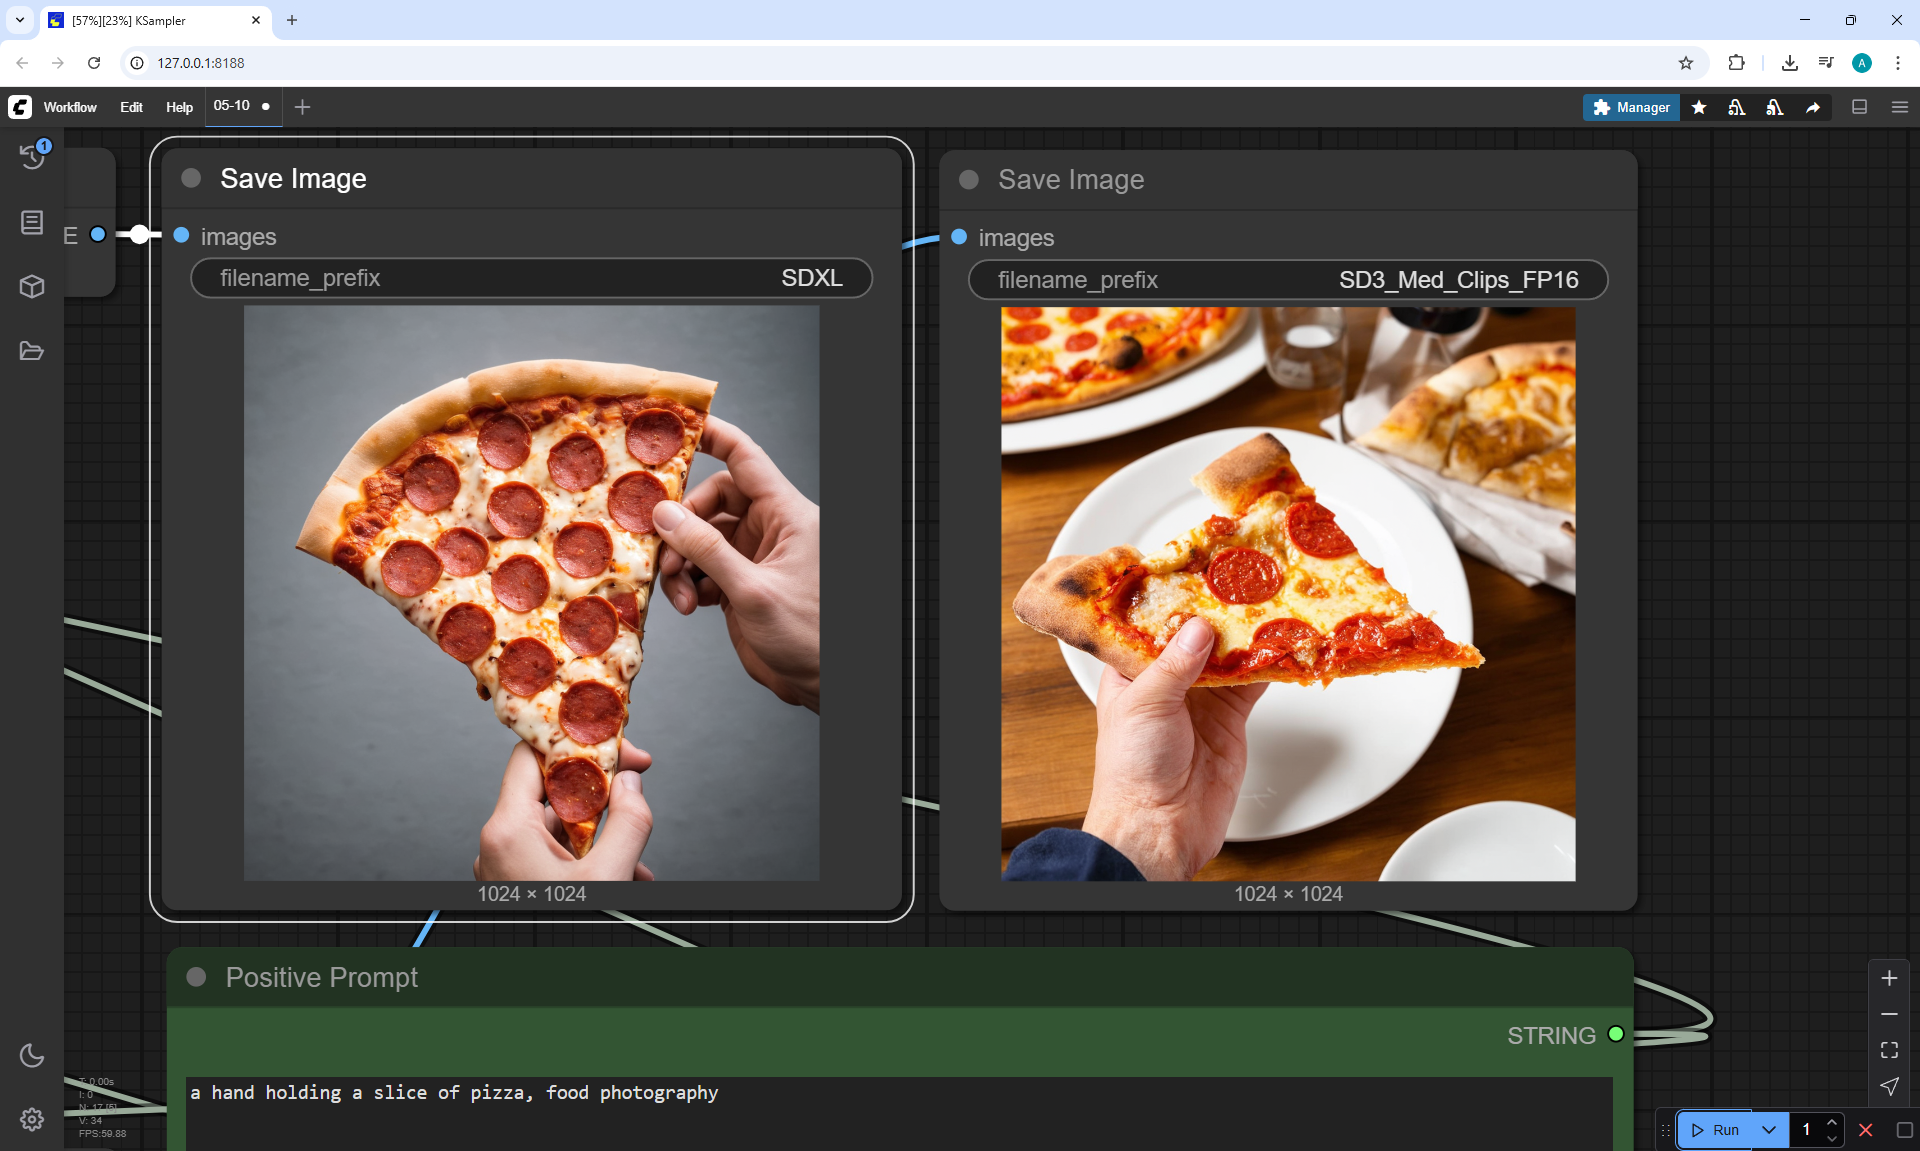 [57%][23%] KSampler
127.0.0.1:8188
A
Workflow Edit Help 05-10
Manager
1
Save Image
E
images
filename_prefix SDXL
1024 × 1024
Save Image
images
filename_prefix SD3_Med_Clips_FP16
1024 × 1024
Positive Prompt
STRING
a hand holding a slice of pizza, food photography
T: 0.00s
I: 0
N: 17 [5]
V: 34
FPS:59.88
Run 1